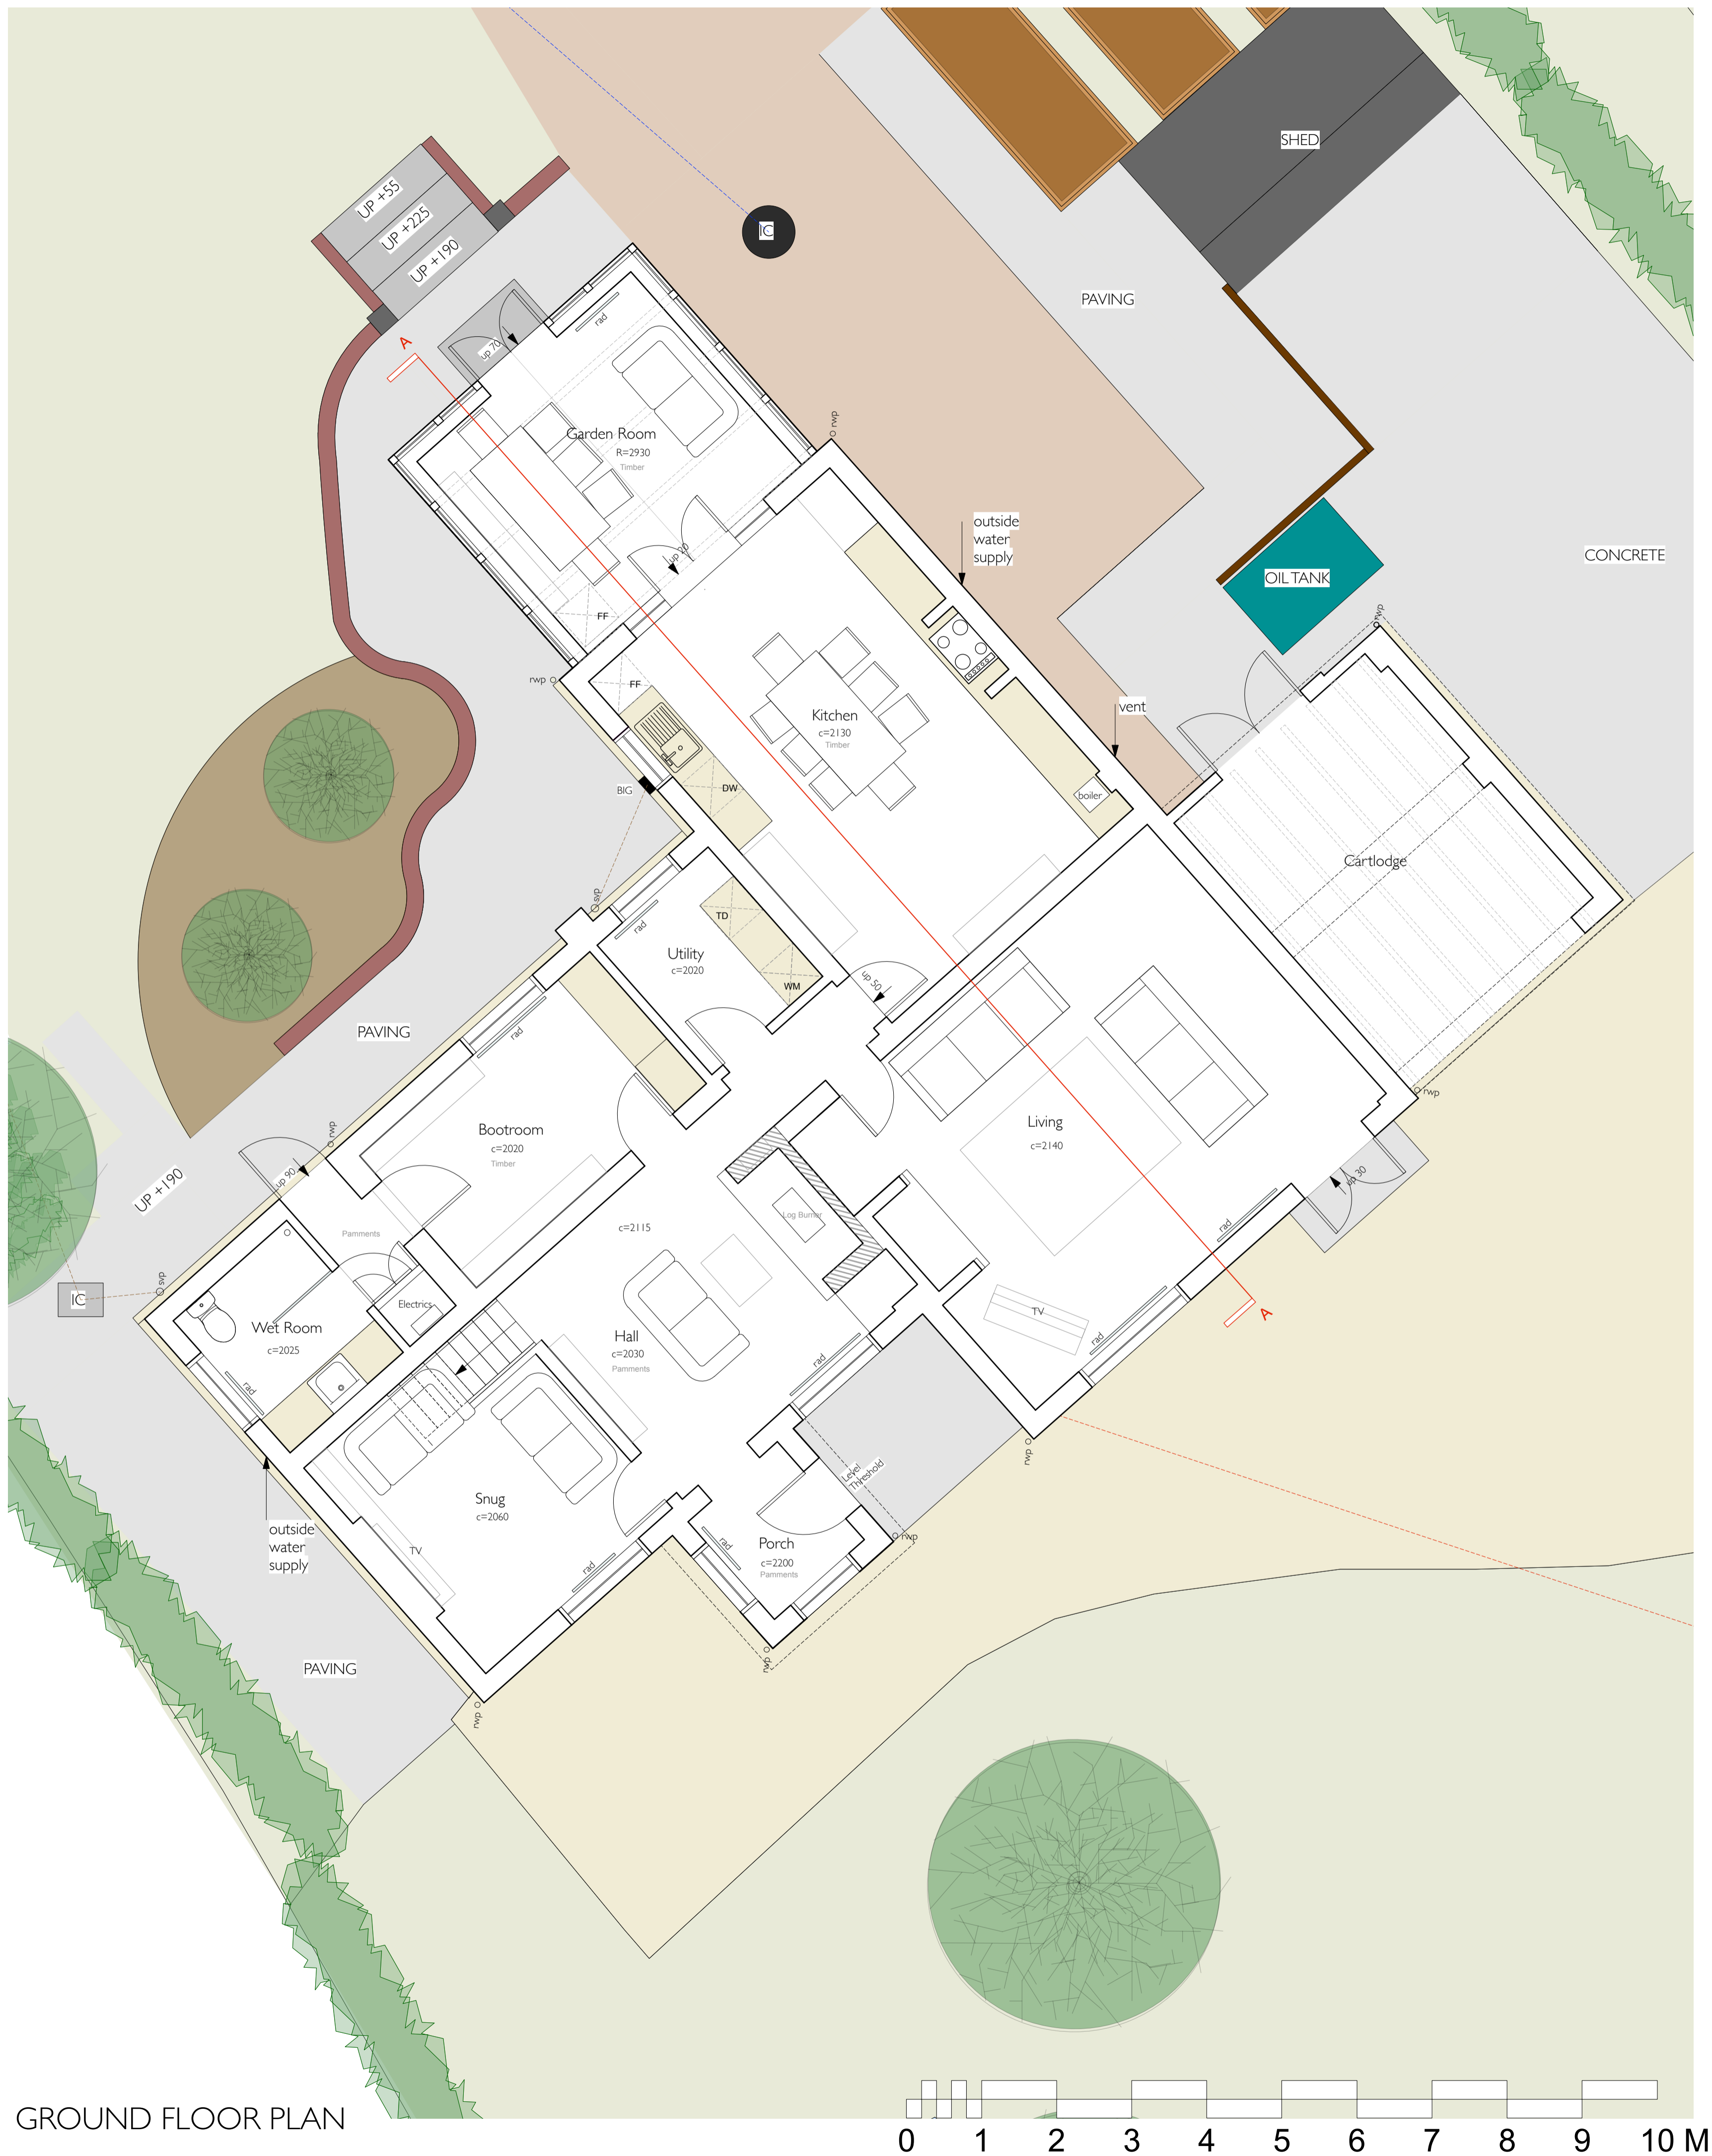 SHED
UP +55
UP +225
UP +190
IC
PAVING
A
up 70
rad
Garden Room
R=2930
Timber
rwp
outside
water
supply
CONCRETE
up 20
OIL TANK
FF
rwp
rwp
FF
Kitchen
c=2130
Timber
vent
BIG
DW
boiler
Cartlodge
svp
TD
rad
Utility
c=2020
WM
up 50
PAVING
rad
rwp
Bootroom
c=2020
Timber
Living
c=2140
rwp
up 90
UP +190
up 30
Log Burner
Pamments
c=2115
rad
svp
IC
Electrics
TV
A
Wet Room
c=2025
Hall
c=2030
Pamments
rad
rad
rad
rwp
Level
Threshold
Snug
c=2060
outside
water
supply
TV
rad
rad
Porch
c=2200
Pamments
rwp
rwp
PAVING
rwp
GROUND FLOOR PLAN
0 1 2 3 4 5 6 7 8 9 10 M